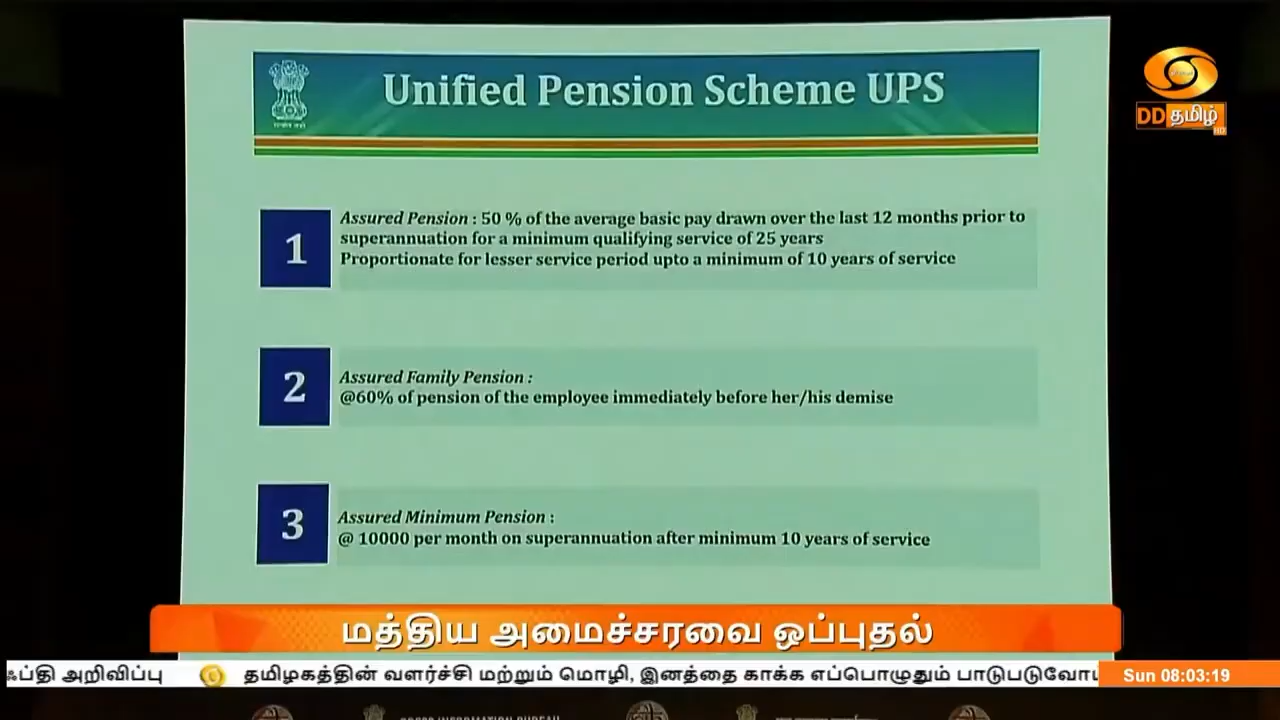 Unified Pension Scheme UPS
DD தமிழ்
HD
1
Assured Pension : 50 % of the average basic pay drawn over the last 12 months prior to
superannuation for a minimum qualifying service of 25 years
Proportionate for lesser service period upto a minimum of 10 years of service
2
Assured Family Pension :
@60% of pension of the employee immediately before her/his demise
3
Assured Minimum Pension :
@ 10000 per month on superannuation after minimum 10 years of service
மத்திய அமைச்சரவை ஒப்புதல்
அறிவிப்பு தமிழகத்தின் வளர்ச்சி மற்றும் மொழி, இனத்தை காக்க எப்பொழுதும்
Sun 08:03:19